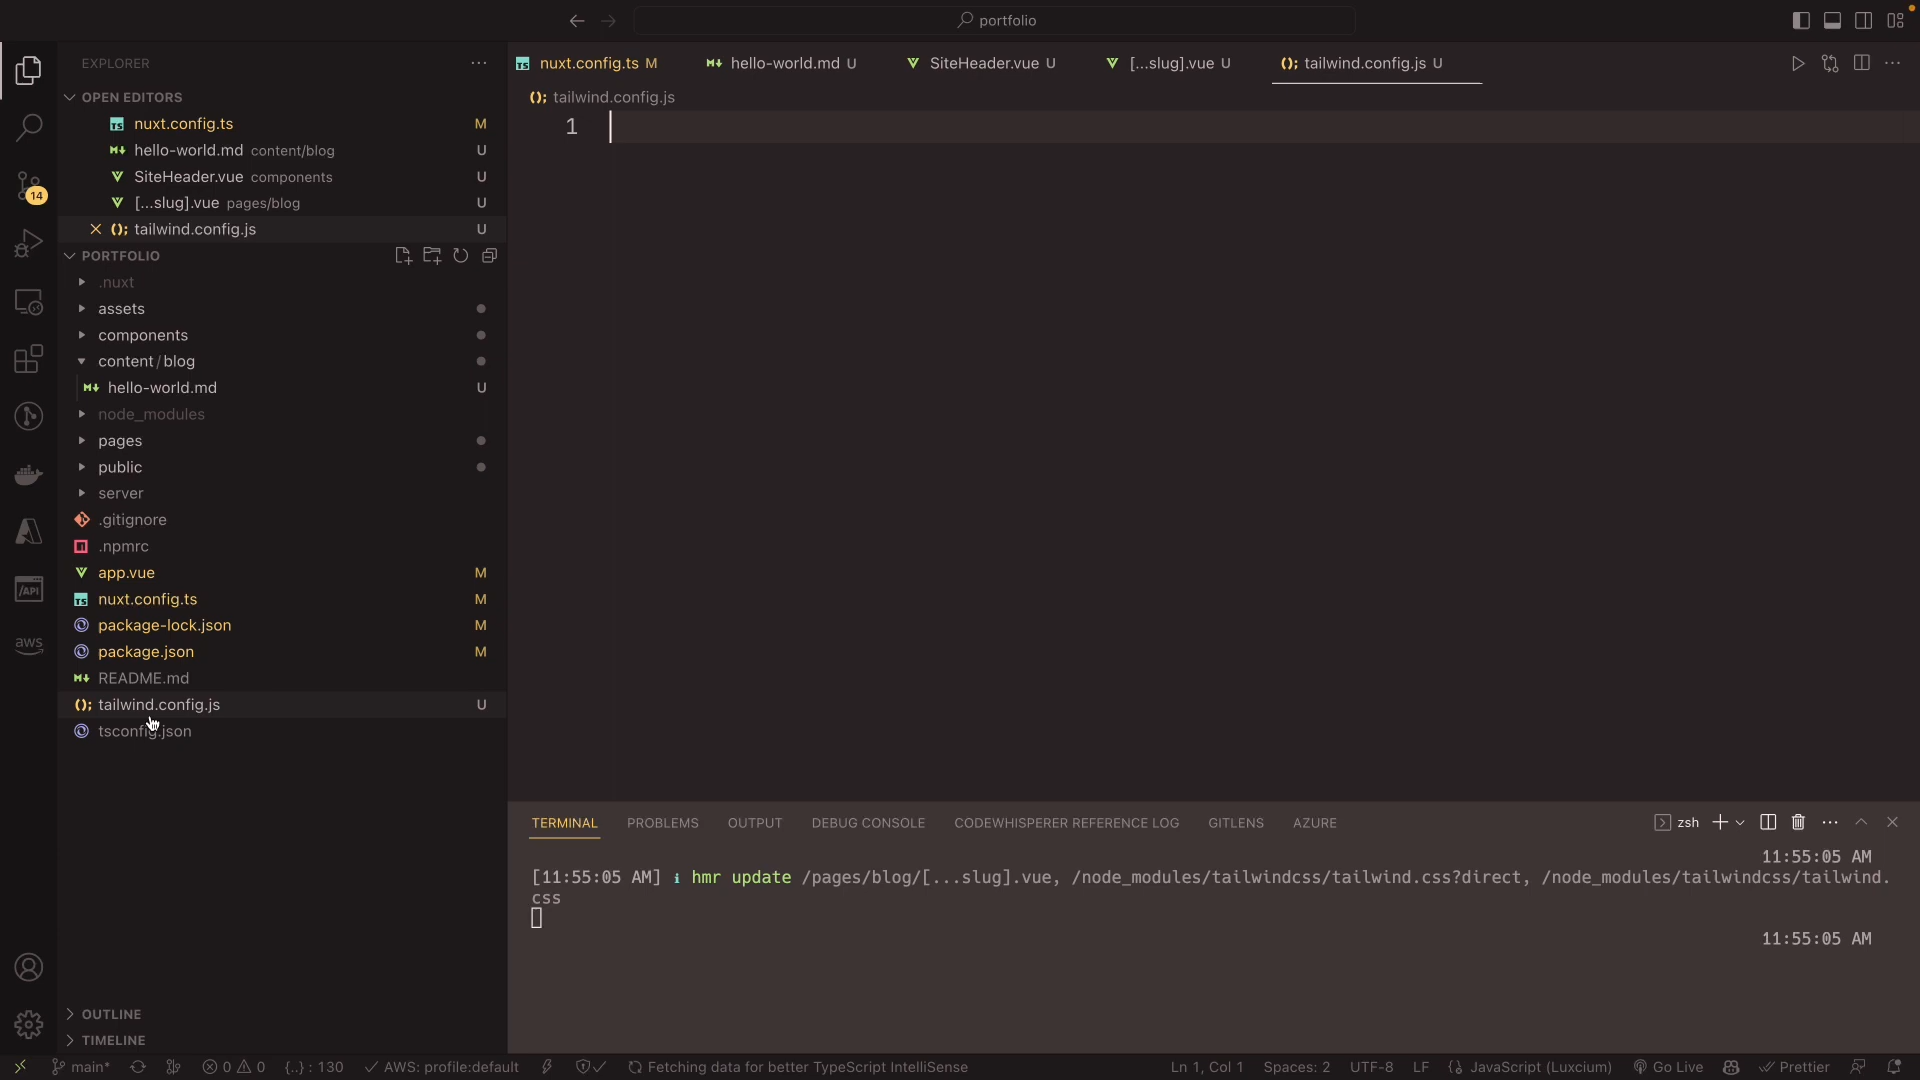 portfolio
EXPLORER
OPEN EDITORS
nuxt.config.ts M
hello-world.md content/blog U
SiteHeader.vue components U
[...slug].vue pages/blog U
tailwind.config.js U
PORTFOLIO
.nuxt
assets
components
content/blog
hello-world.md U
node_modules
pages
public
server
.gitignore
.npmrc
app.vue M
nuxt.config.ts M
package-lock.json M
package.json M
README.md
tailwind.config.js U
tsconfig.json
OUTLINE
TIMELINE
14
/API
aws
nuxt.config.ts M hello-world.md U SiteHeader.vue U [...slug].vue U tailwind.config.js U
tailwind.config.js
1
TERMINAL PROBLEMS OUTPUT DEBUG CONSOLE CODEWHISPERER REFERENCE LOG GITLENS AZURE zsh
11:55:05 AM
[11:55:05 AM] ℹ hmr update /pages/blog/[...slug].vue, /node_modules/tailwindcss/tailwind.css?direct, /node_modules/tailwindcss/tailwind.
css
11:55:05 AM
main* 0 0 {..} : 130 AWS: profile:default Fetching data for better TypeScript IntelliSense Ln 1, Col 1 Spaces: 2 UTF-8 LF JavaScript (Luxcium) Go Live Prettier